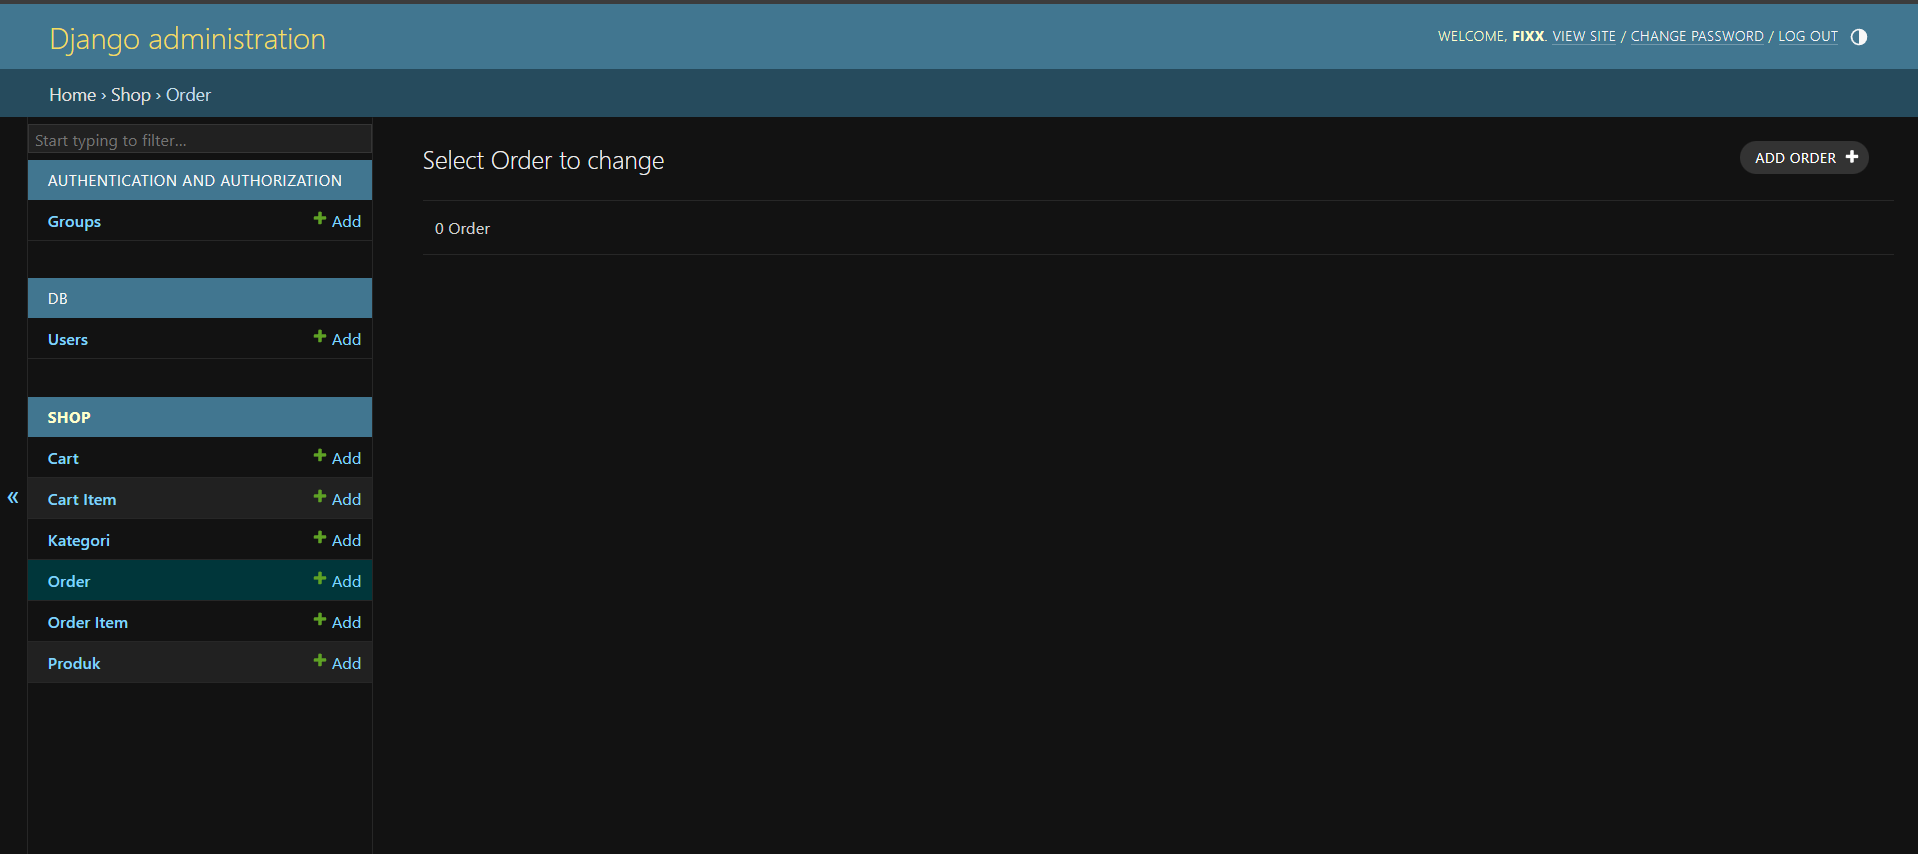 Django administration
WELCOME, FIXX. VIEW SITE / CHANGE PASSWORD / LOG OUT
Home › Shop › Order
Start typing to filter...
AUTHENTICATION AND AUTHORIZATION
Groups + Add
DB
Users + Add
SHOP
Cart + Add
Cart Item + Add
Kategori + Add
Order + Add
Order Item + Add
Produk + Add
«
Select Order to change
ADD ORDER +
0 Order